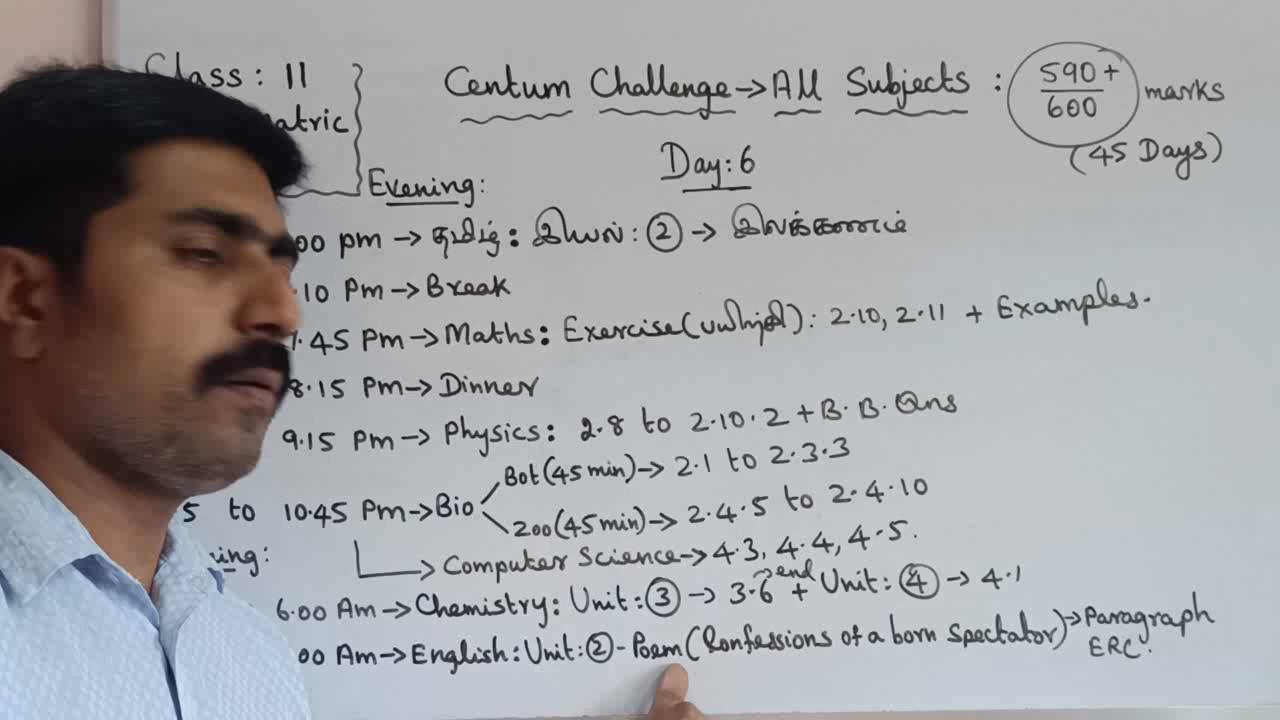 Class: 11
Centum Challenge → All Subjects : 590+/600 marks
(45 Days)
Day: 6
Evening:
00 pm → தமிழ்: இயல்: ② → இலக்கணம்
10 Pm → Break
.45 Pm → Maths: Exercise(பயிற்சி): 2.10, 2.11 + Examples.
8.15 Pm → Dinner
9.15 Pm → Physics: 2.8 to 2.10.2 + B.B. Qns
5 to 10.45 Pm → Bio
Bot (45 min) → 2.1 to 2.3.3
Zoo (45 min) → 2.4.5 to 2.4.10
→ Computer Science → 4.3, 4.4, 4.5.
6.00 Am → Chemistry: Unit: ③ → 3.6 → end + Unit: ④ → 4.1
00 Am → English: Unit: ② - Poem (Confessions of a born Spectator) → Paragraph
ERC.